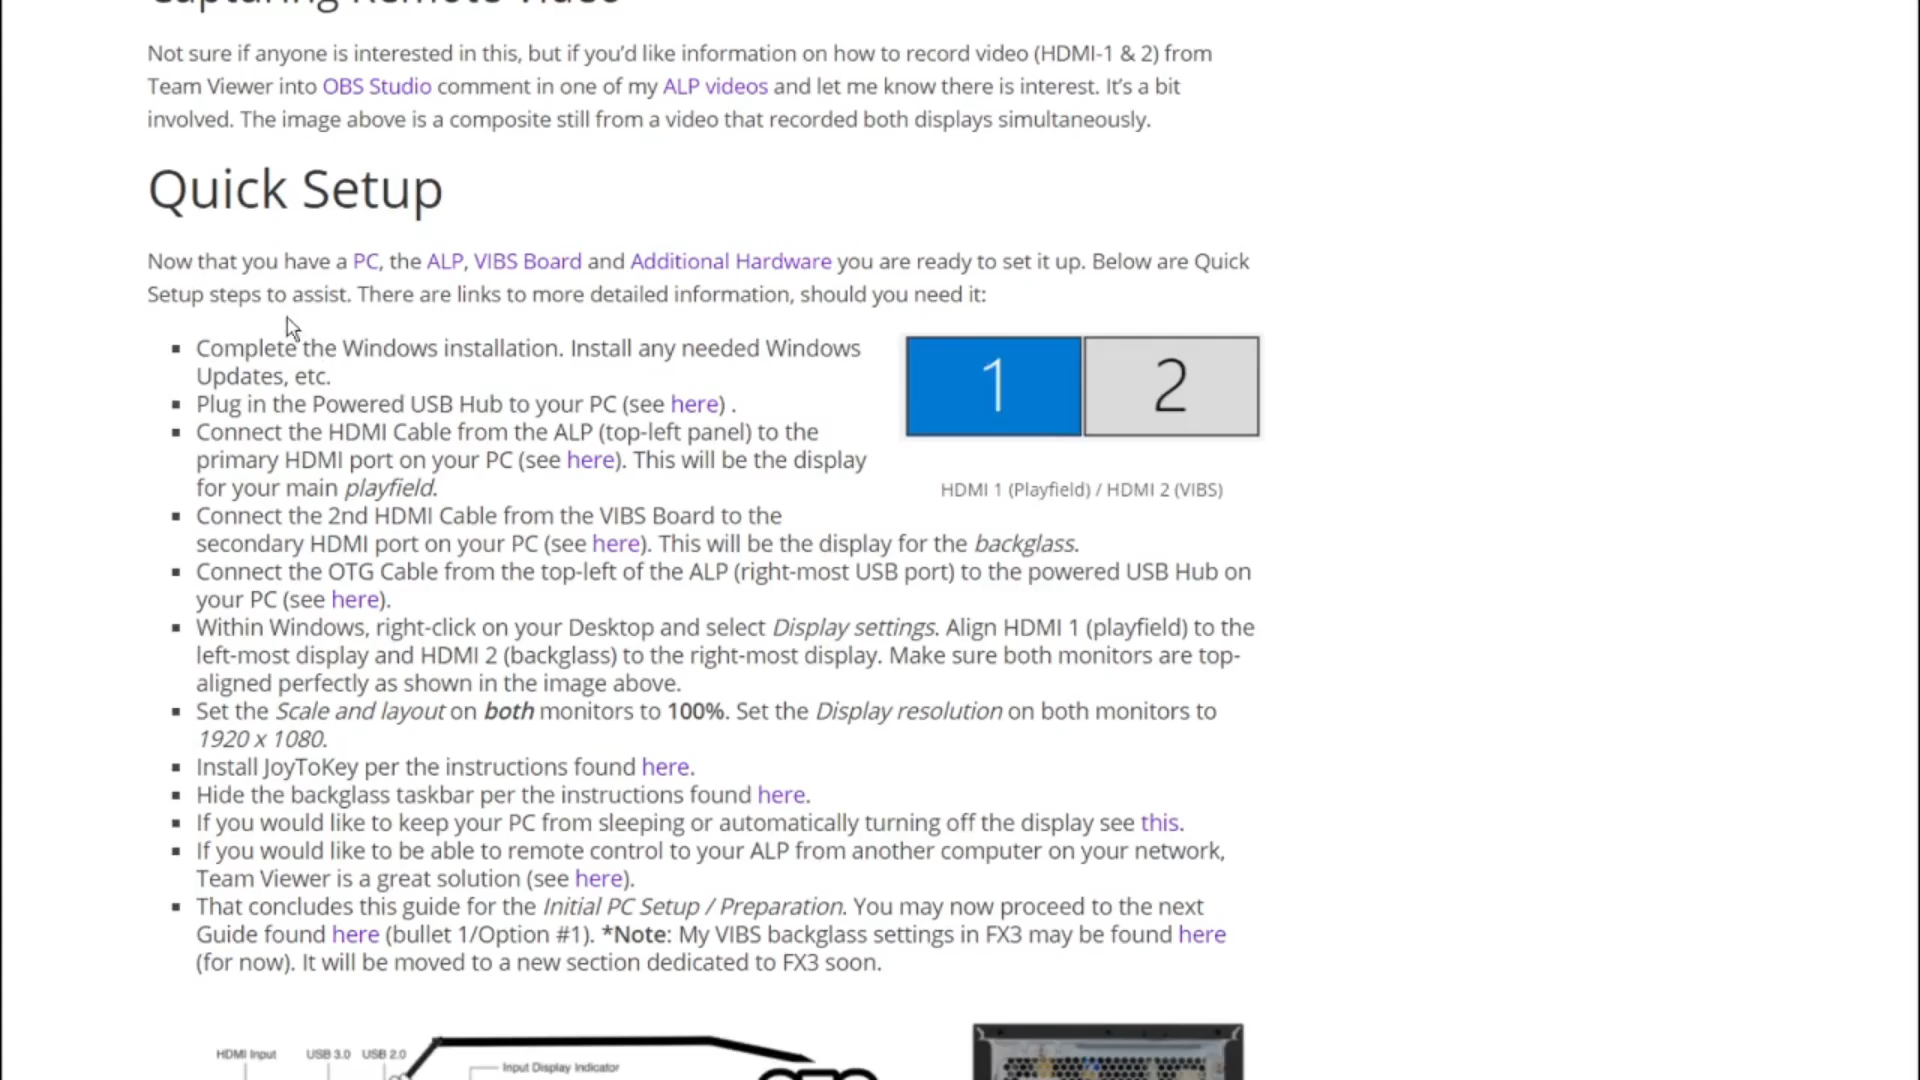 Capturing Remote Video
Not sure if anyone is interested in this, but if you’d like information on how to record video (HDMI-1 & 2) from
Team Viewer into OBS Studio comment in one of my ALP videos and let me know there is interest. It’s a bit
involved. The image above is a composite still from a video that recorded both displays simultaneously.
Quick Setup
Now that you have a PC, the ALP, VIBS Board and Additional Hardware you are ready to set it up. Below are Quick
Setup steps to assist. There are links to more detailed information, should you need it:
Complete the Windows installation. Install any needed Windows
Updates, etc.
Plug in the Powered USB Hub to your PC (see here) .
Connect the HDMI Cable from the ALP (top-left panel) to the
primary HDMI port on your PC (see here). This will be the display
for your main playfield.
1 2
HDMI 1 (Playfield) / HDMI 2 (VIBS)
Connect the 2nd HDMI Cable from the VIBS Board to the
secondary HDMI port on your PC (see here). This will be the display for the backglass.
Connect the OTG Cable from the top-left of the ALP (right-most USB port) to the powered USB Hub on
your PC (see here).
Within Windows, right-click on your Desktop and select Display settings. Align HDMI 1 (playfield) to the
left-most display and HDMI 2 (backglass) to the right-most display. Make sure both monitors are top-
aligned perfectly as shown in the image above.
Set the Scale and layout on both monitors to 100%. Set the Display resolution on both monitors to
1920 x 1080.
Install JoyToKey per the instructions found here.
Hide the backglass taskbar per the instructions found here.
If you would like to keep your PC from sleeping or automatically turning off the display see this.
If you would like to be able to remote control to your ALP from another computer on your network,
Team Viewer is a great solution (see here).
That concludes this guide for the Initial PC Setup / Preparation. You may now proceed to the next
Guide found here (bullet 1/Option #1). *Note: My VIBS backglass settings in FX3 may be found here
(for now). It will be moved to a new section dedicated to FX3 soon.
HDMI Input USB 3.0 USB 2.0
Input Display Indicator